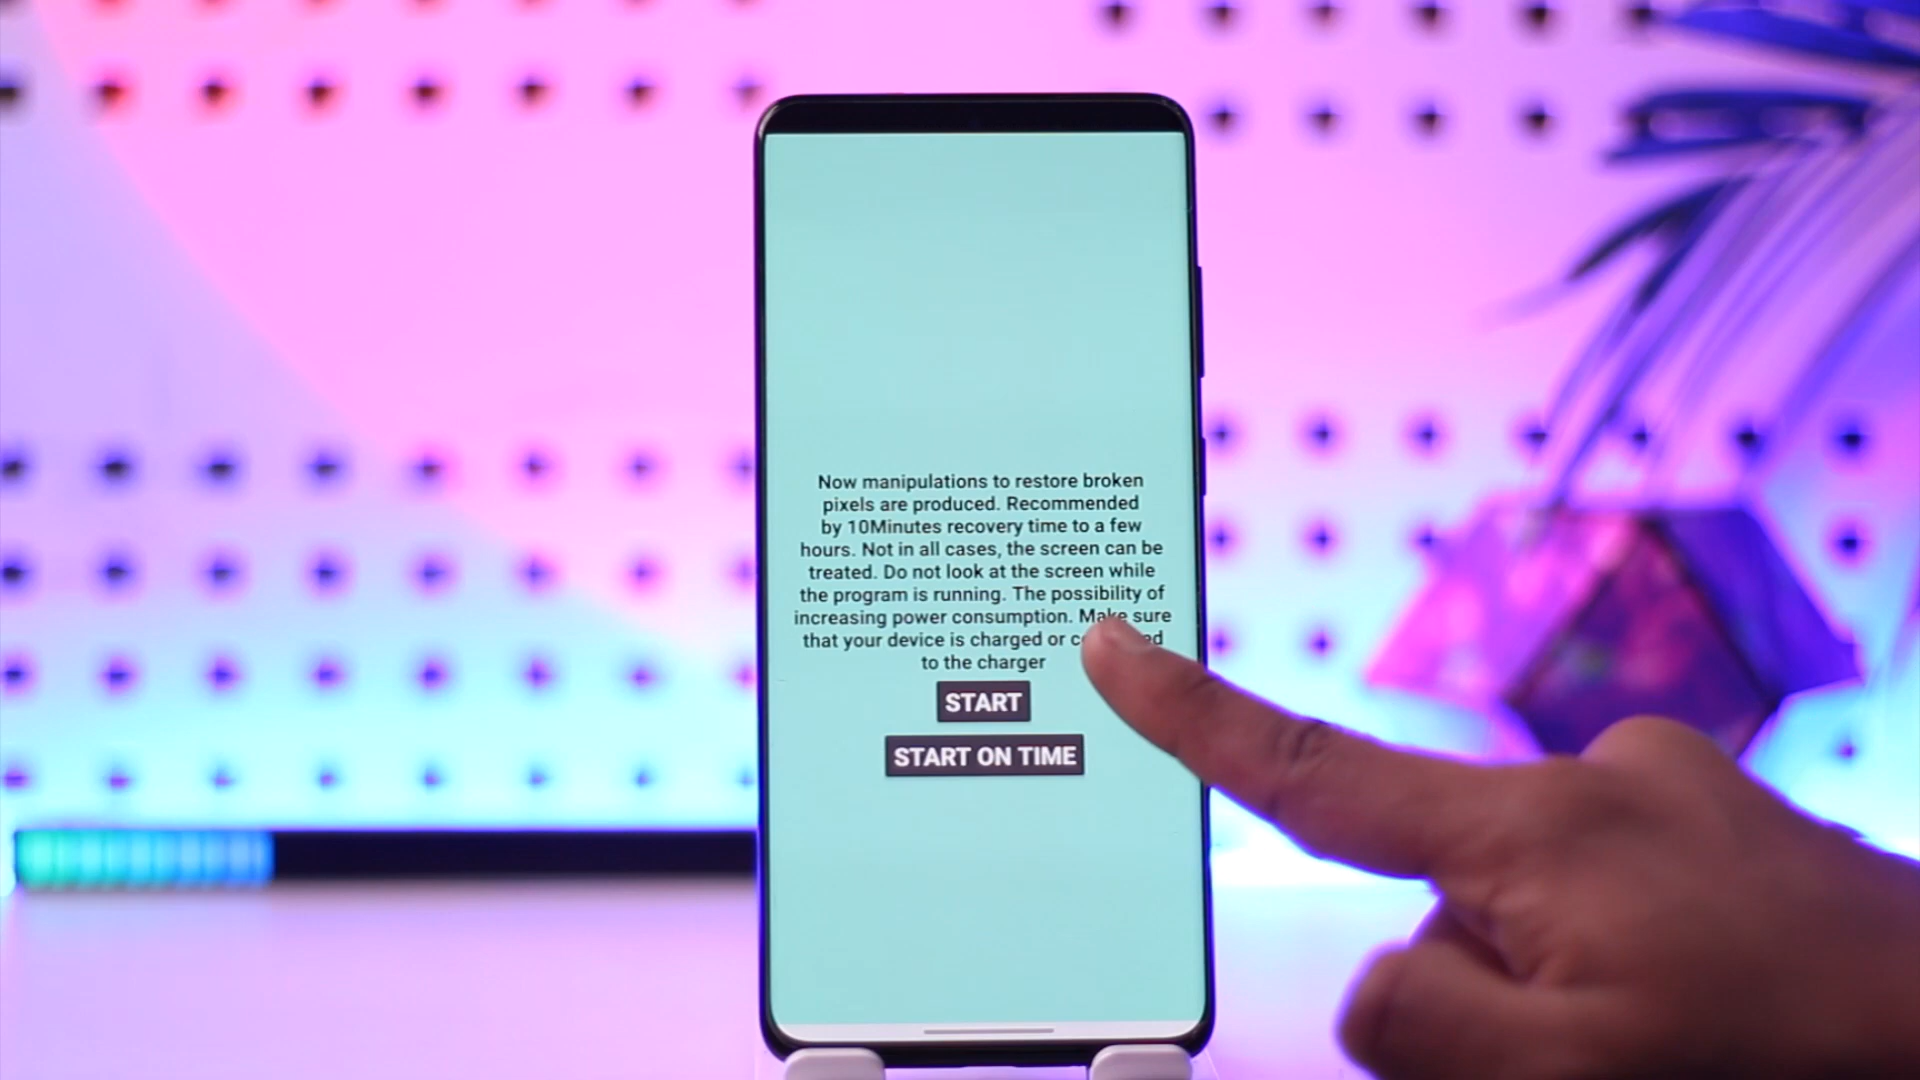 Now manipulations to restore broken
pixels are produced. Recommended
by 10Minutes recovery time to a few
hours. Not in all cases, the screen can be
treated. Do not look at the screen while
the program is running. The possibility of
increasing power consumption. Make sure
that your device is charged or
to the charger
START
START ON TIME